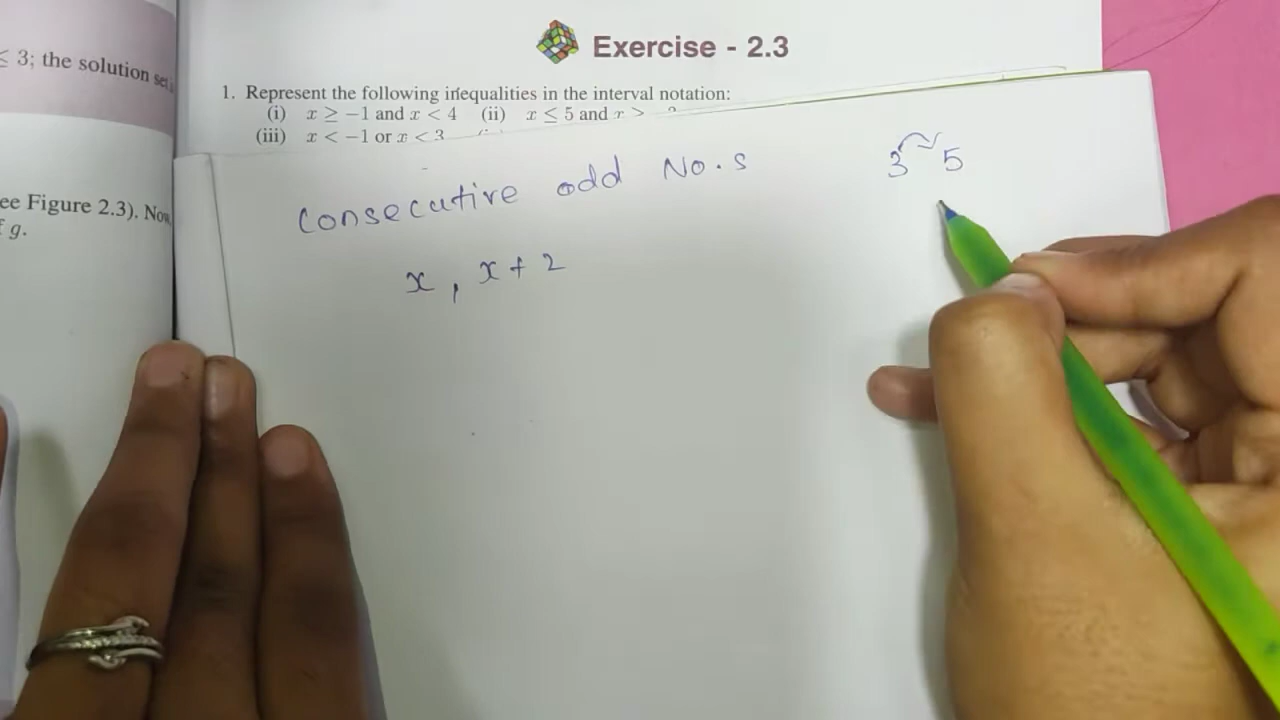 ≤ 3; the solution set
ee Figure 2.3). Now,
f g.
Exercise - 2.3
1. Represent the following inequalities in the interval notation:
(i) x ≥ −1 and x < 4 (ii) x ≤ 5 and x >
(iii) x < −1 or x < 3
Consecutive odd No.s
3 5
x, x + 2